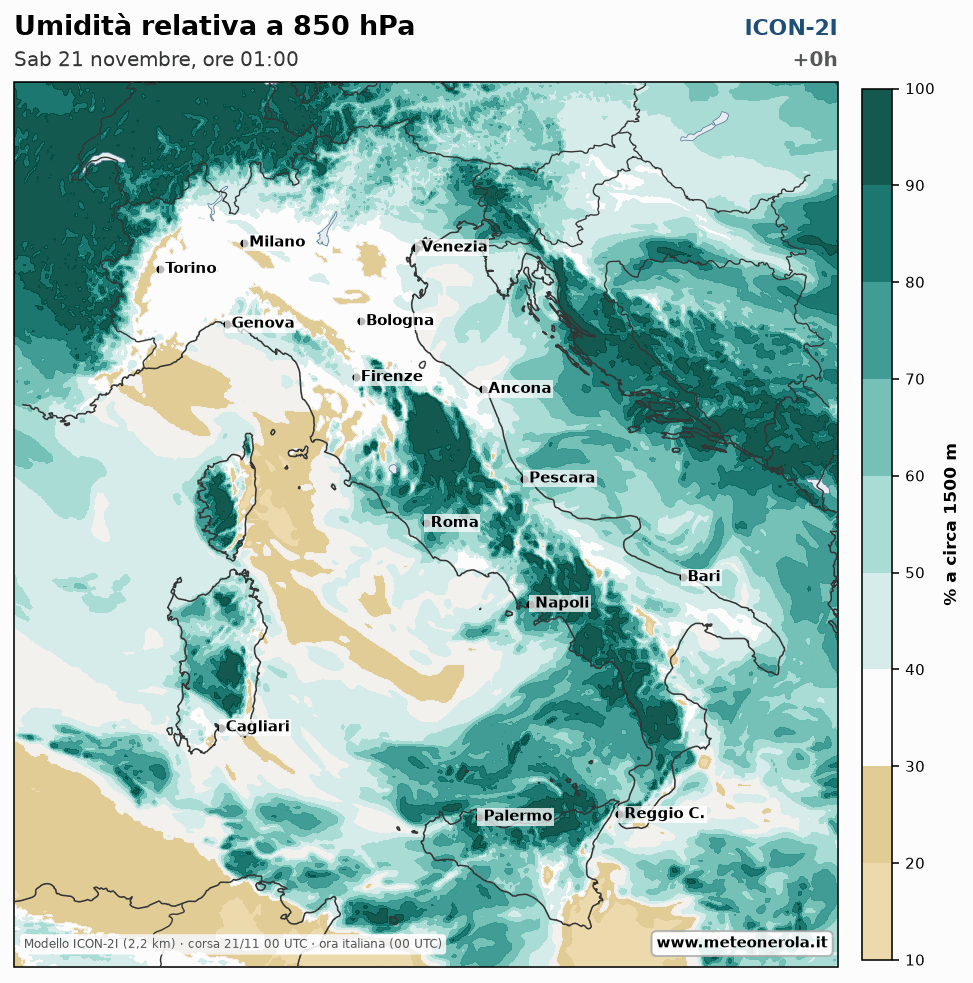 Umidità relativa a 850 hPa
ICON-2I
Sab 21 novembre, ore 01:00
+0h
100
90
80
70
60
50
40
30
20
10
% a circa 1500 m
Milano
Venezia
Torino
Genova
Bologna
Firenze
Ancona
Pescara
Roma
Bari
Napoli
Cagliari
Palermo
Reggio C.
Modello ICON-2I (2,2 km) · corsa 21/11 00 UTC · ora italiana (00 UTC)
www.meteonerola.it